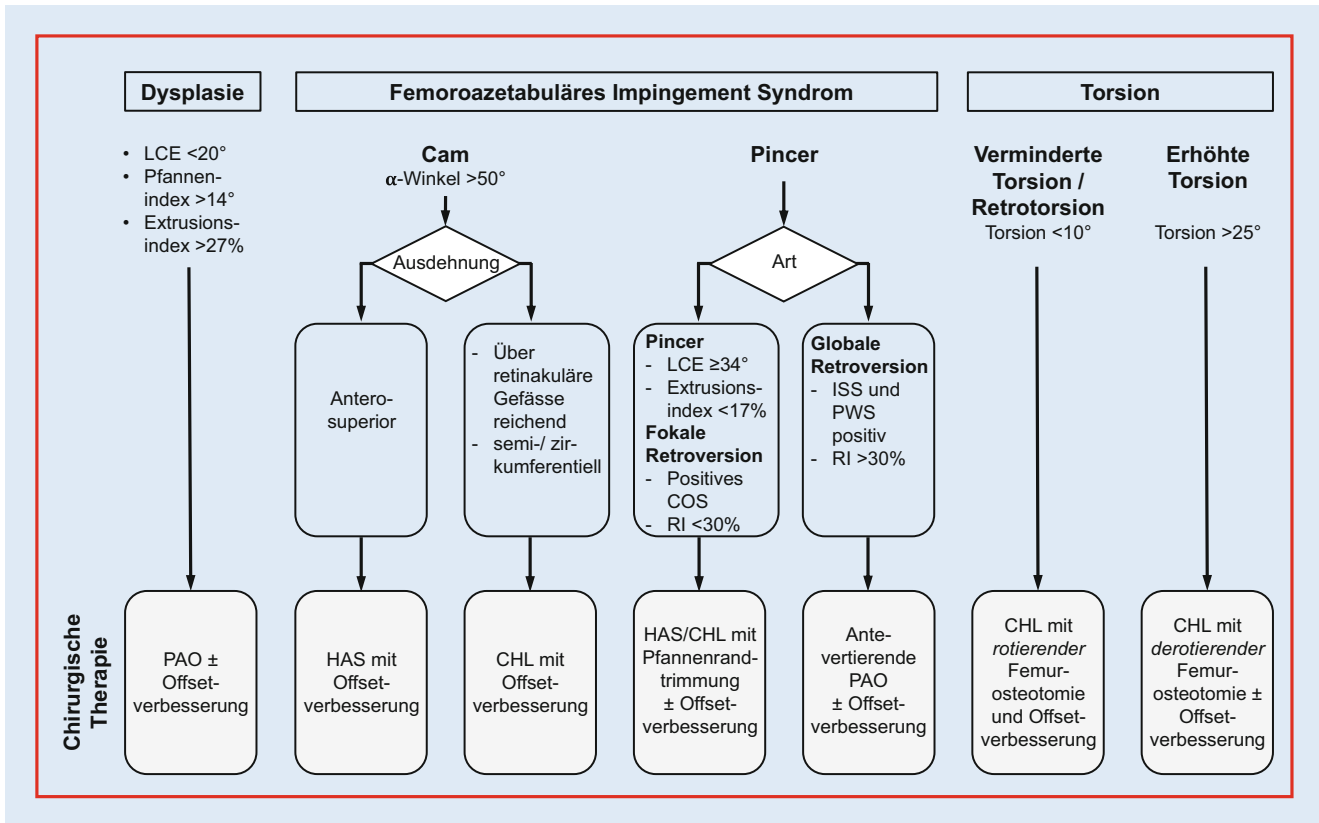 Dysplasie
Femoroazetabuläres Impingement Syndrom
Torsion
• LCE <20°
• Pfannen-
index >14°
• Extrusions-
index >27%
Cam
α-Winkel >50°
Ausdehnung
Pincer
Art
Verminderte
Torsion /
Retrotorsion
Torsion <10°
Erhöhte
Torsion
Torsion >25°
Antero-
superior
- Über
retinakuläre
Gefässe
reichend
- semi-/ zir-
kumferentiell
Pincer
- LCE ≥34°
- Extrusions-
index <17%
Fokale
Retroversion
- Positives
COS
- RI <30%
Globale
Retroversion
- ISS und
PWS
positiv
- RI >30%
Chirurgische
Therapie
PAO ±
Offset-
verbesserung
HAS mit
Offset-
verbesserung
CHL mit
Offset-
verbesserung
HAS/CHL mit
Pfannenrand-
trimmung
± Offset-
verbesserung
Ante-
vertierende
PAO
± Offset-
verbesserung
CHL mit
rotierender
Femur-
osteotomie
und Offset-
verbesserung
CHL mit
derotierender
Femur-
osteotomie ±
Offset-
verbesserung